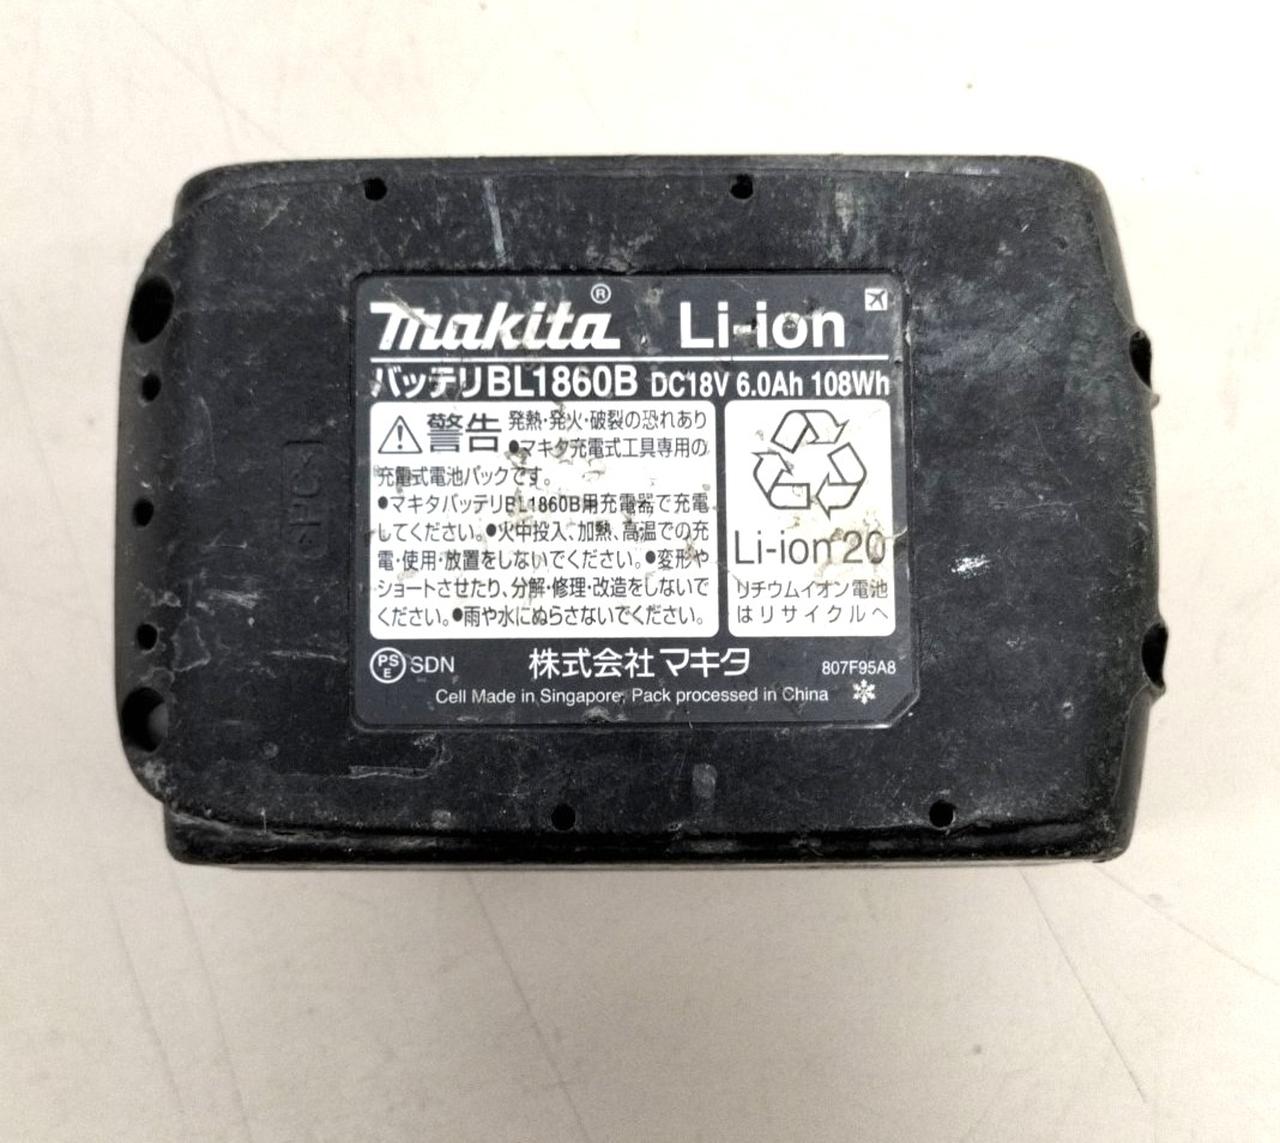 makita® Li-ion
バッテリBL1860B DC18V 6.0Ah 108Wh
警告 発熱・発火・破裂の恐れあり
●マキタ充電式工具専用の
充電式電池パックです。
●マキタバッテリBL1860B用充電器で充電
してください。●火中投入、加熱、高温での充
電・使用・放置をしないでください。●変形や
ショートさせたり、分解・修理・改造をしないで
ください。●雨や水にぬらさないでください。
Li-ion 20
リチウムイオン電池
はリサイクルへ
PSE SDN 株式会社マキタ 807F95A8
Cell Made in Singapore, Pack processed in China